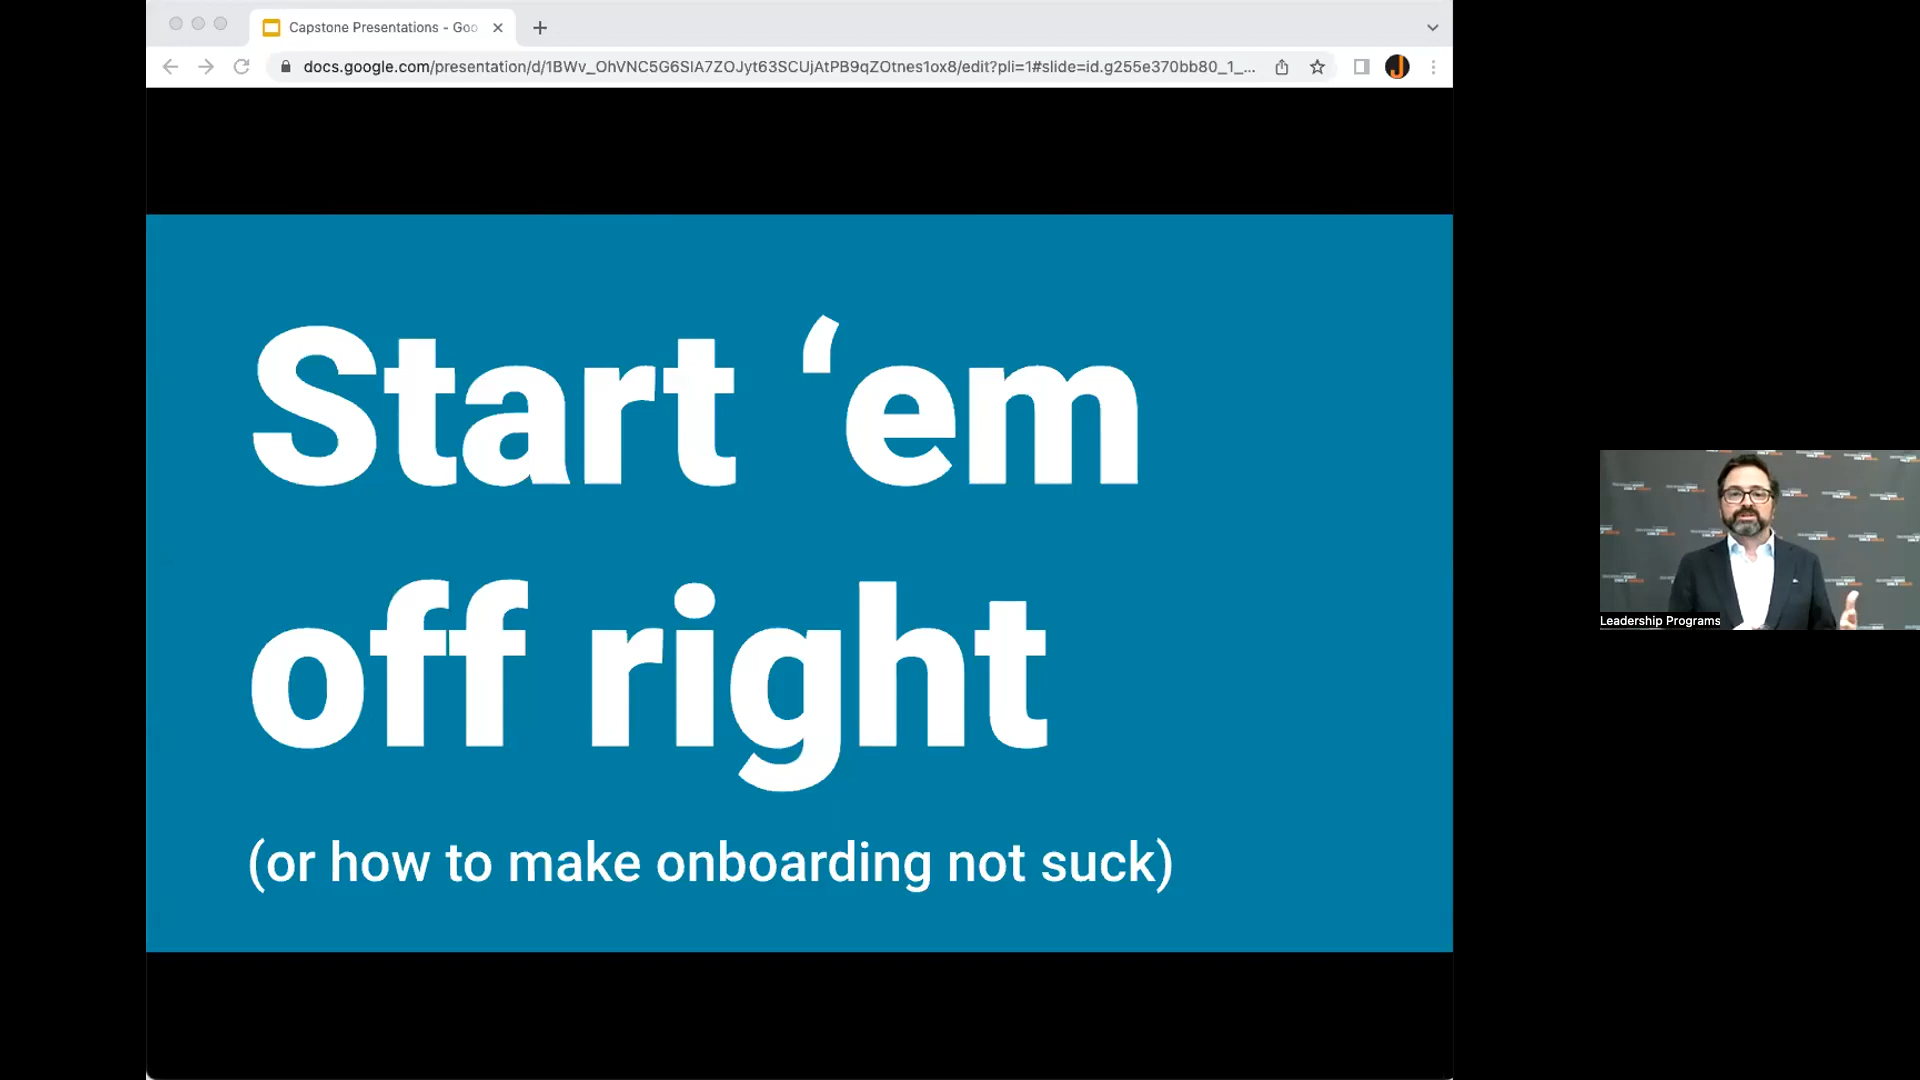 Capstone Presentations - Goo
docs.google.com/presentation/d/1BWv_OhVNC5G6SlA7ZOJyt63SCUjAtPB9qZOtnes1ox8/edit?pli=1#slide=id.g255e370bb80_1_...
Start ‘em
off right
(or how to make onboarding not suck)
Leadership Programs